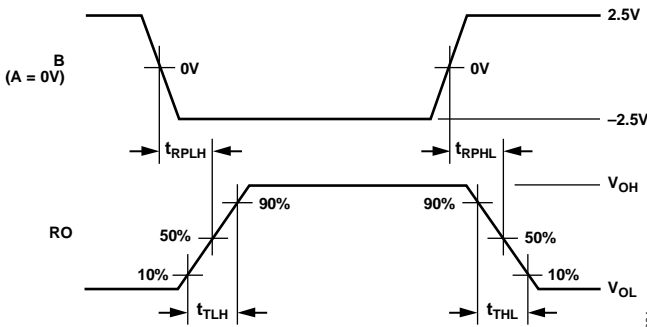 2.5V
B
(A = 0V)
0V
0V
–2.5V
tRPLH
tRPHL
VOH
90%
90%
RO
50%
50%
10%
10%
tTLH
tTHL
VOL